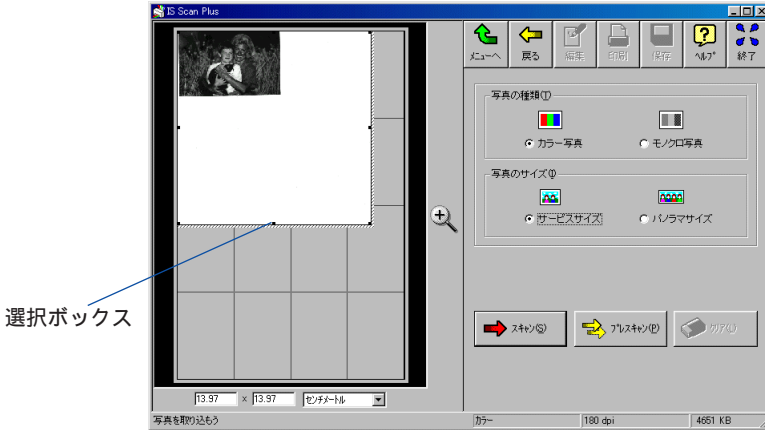 IS Scan Plus
メニューへ 戻る 編集 印刷 保存 ヘルプ 終了
写真の種類(T)
カラー写真 モノクロ写真
写真のサイズ(I)
サービスサイズ パノラマサイズ
選択ボックス
スキャン(S) プレスキャン(P) クリア(L)
13.97 × 13.97 センチメートル
写真を取り込もう カラー 180 dpi 4651 KB